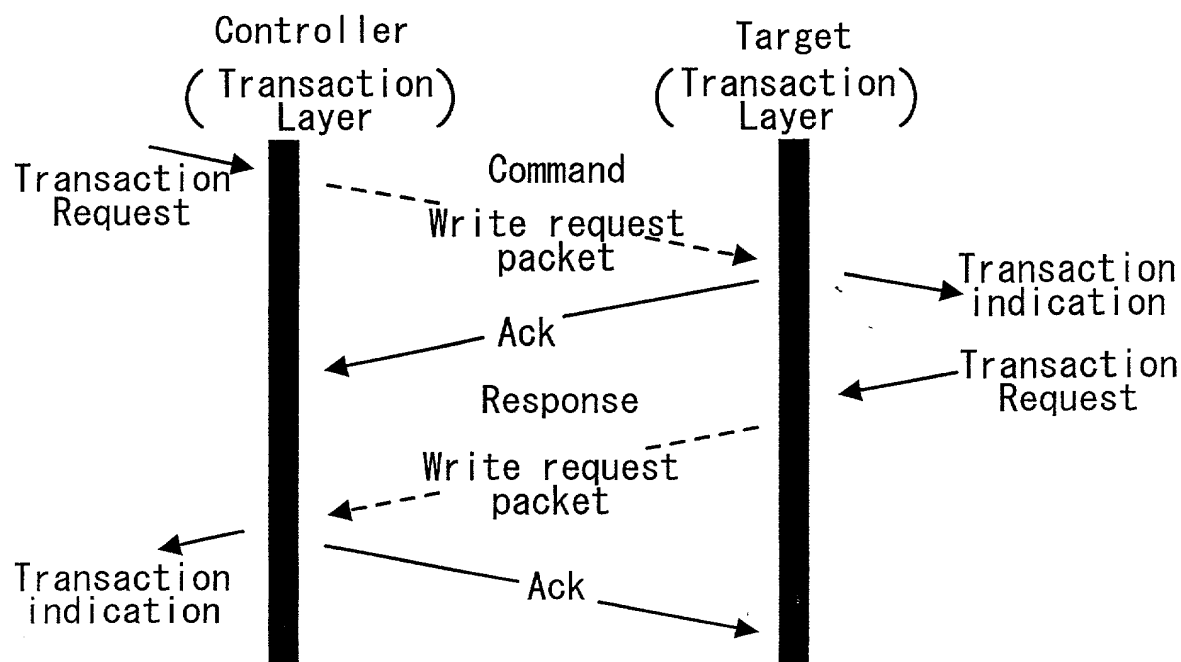 Controller
(Transaction
Layer)
Target
(Transaction
Layer)
Transaction
Request
Command
Write request
packet
Transaction
indication
Ack
Transaction
Request
Response
Write request
packet
Transaction
indication
Ack